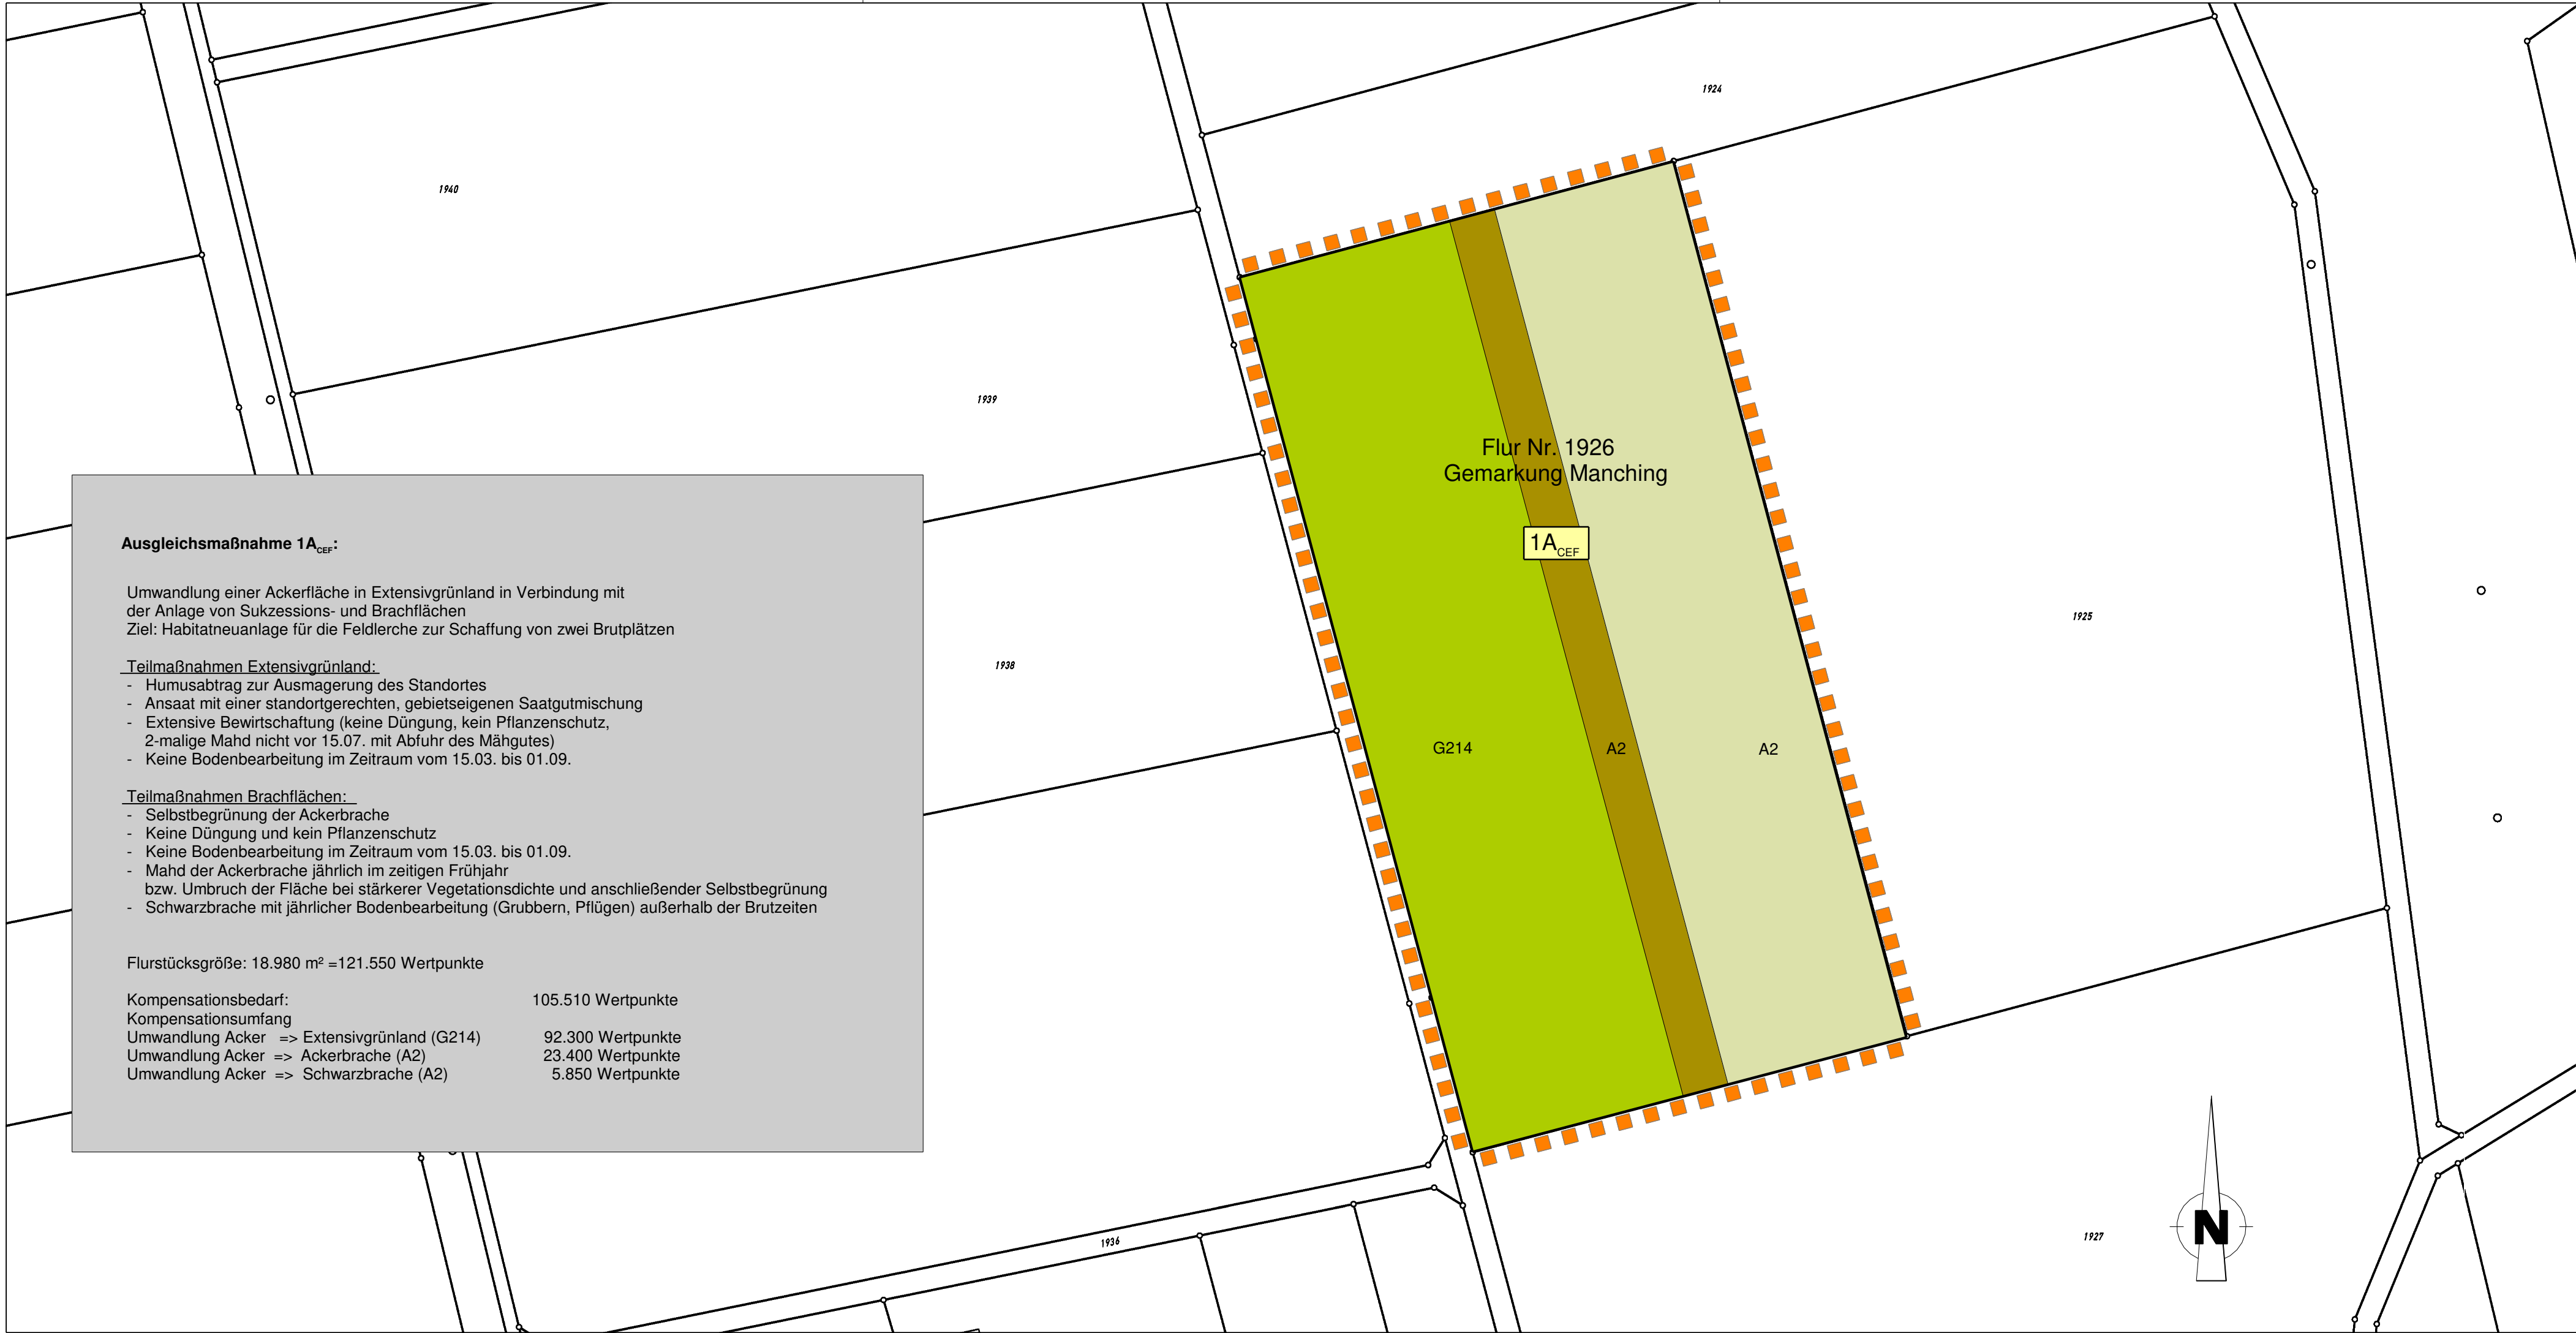 1924
1940
1939
Flur Nr. 1926
Gemarkung Manching
1A CEF
1925
1938
G214
A2
A2
1936
1927
N
Ausgleichsmaßnahme 1A CEF:
Umwandlung einer Ackerfläche in Extensivgrünland in Verbindung mit
der Anlage von Sukzessions- und Brachflächen
Ziel: Habitatneuanlage für die Feldlerche zur Schaffung von zwei Brutplätzen
Teilmaßnahmen Extensivgrünland:
- Humusabtrag zur Ausmagerung des Standortes
- Ansaat mit einer standortgerechten, gebietseigenen Saatgutmischung
- Extensive Bewirtschaftung (keine Düngung, kein Pflanzenschutz,
2-malige Mahd nicht vor 15.07. mit Abfuhr des Mähgutes)
- Keine Bodenbearbeitung im Zeitraum vom 15.03. bis 01.09.
Teilmaßnahmen Brachflächen:
- Selbstbegrünung der Ackerbrache
- Keine Düngung und kein Pflanzenschutz
- Keine Bodenbearbeitung im Zeitraum vom 15.03. bis 01.09.
- Mahd der Ackerbrache jährlich im zeitigen Frühjahr
bzw. Umbruch der Fläche bei stärkerer Vegetationsdichte und anschließender Selbstbegrünung
- Schwarzbrache mit jährlicher Bodenbearbeitung (Grubbern, Pflügen) außerhalb der Brutzeiten
Flurstücksgröße: 18.980 m² =121.550 Wertpunkte
Kompensationsbedarf: 105.510 Wertpunkte
Kompensationsumfang
Umwandlung Acker => Extensivgrünland (G214) 92.300 Wertpunkte
Umwandlung Acker => Ackerbrache (A2) 23.400 Wertpunkte
Umwandlung Acker => Schwarzbrache (A2) 5.850 Wertpunkte